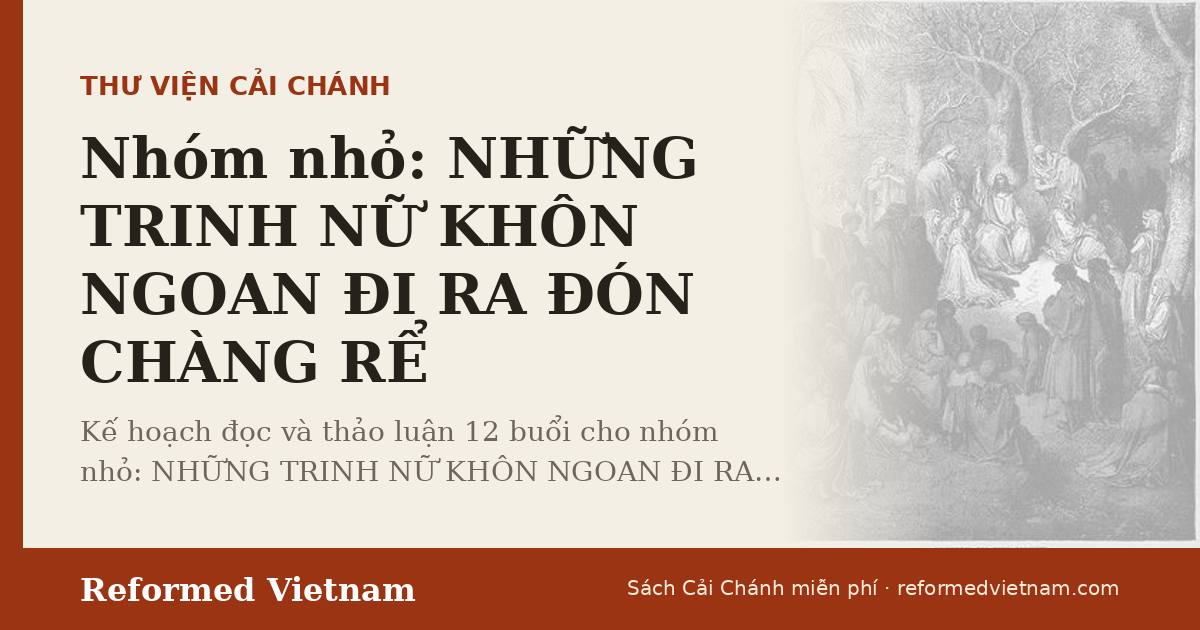 THƯ VIỆN CẢI CHÁNH
Nhóm nhỏ: NHỮNG
TRINH NỮ KHÔN
NGOAN ĐI RA ĐÓN
CHÀNG RỂ
Kế hoạch đọc và thảo luận 12 buổi cho nhóm
nhỏ: NHỮNG TRINH NỮ KHÔN NGOAN ĐI RA…
Reformed Vietnam
Sách Cải Chánh miễn phí · reformedvietnam.com